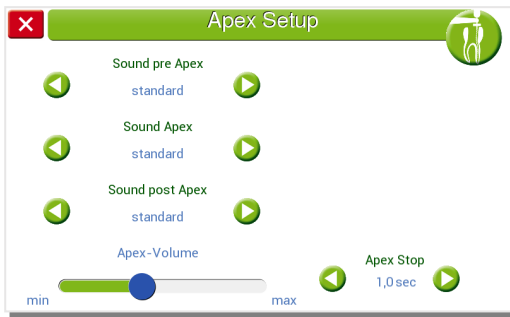 Apex Setup
Sound pre Apex
standard
Sound Apex
standard
Sound post Apex
standard
Apex-Volume
min
max
Apex Stop
1,0 sec